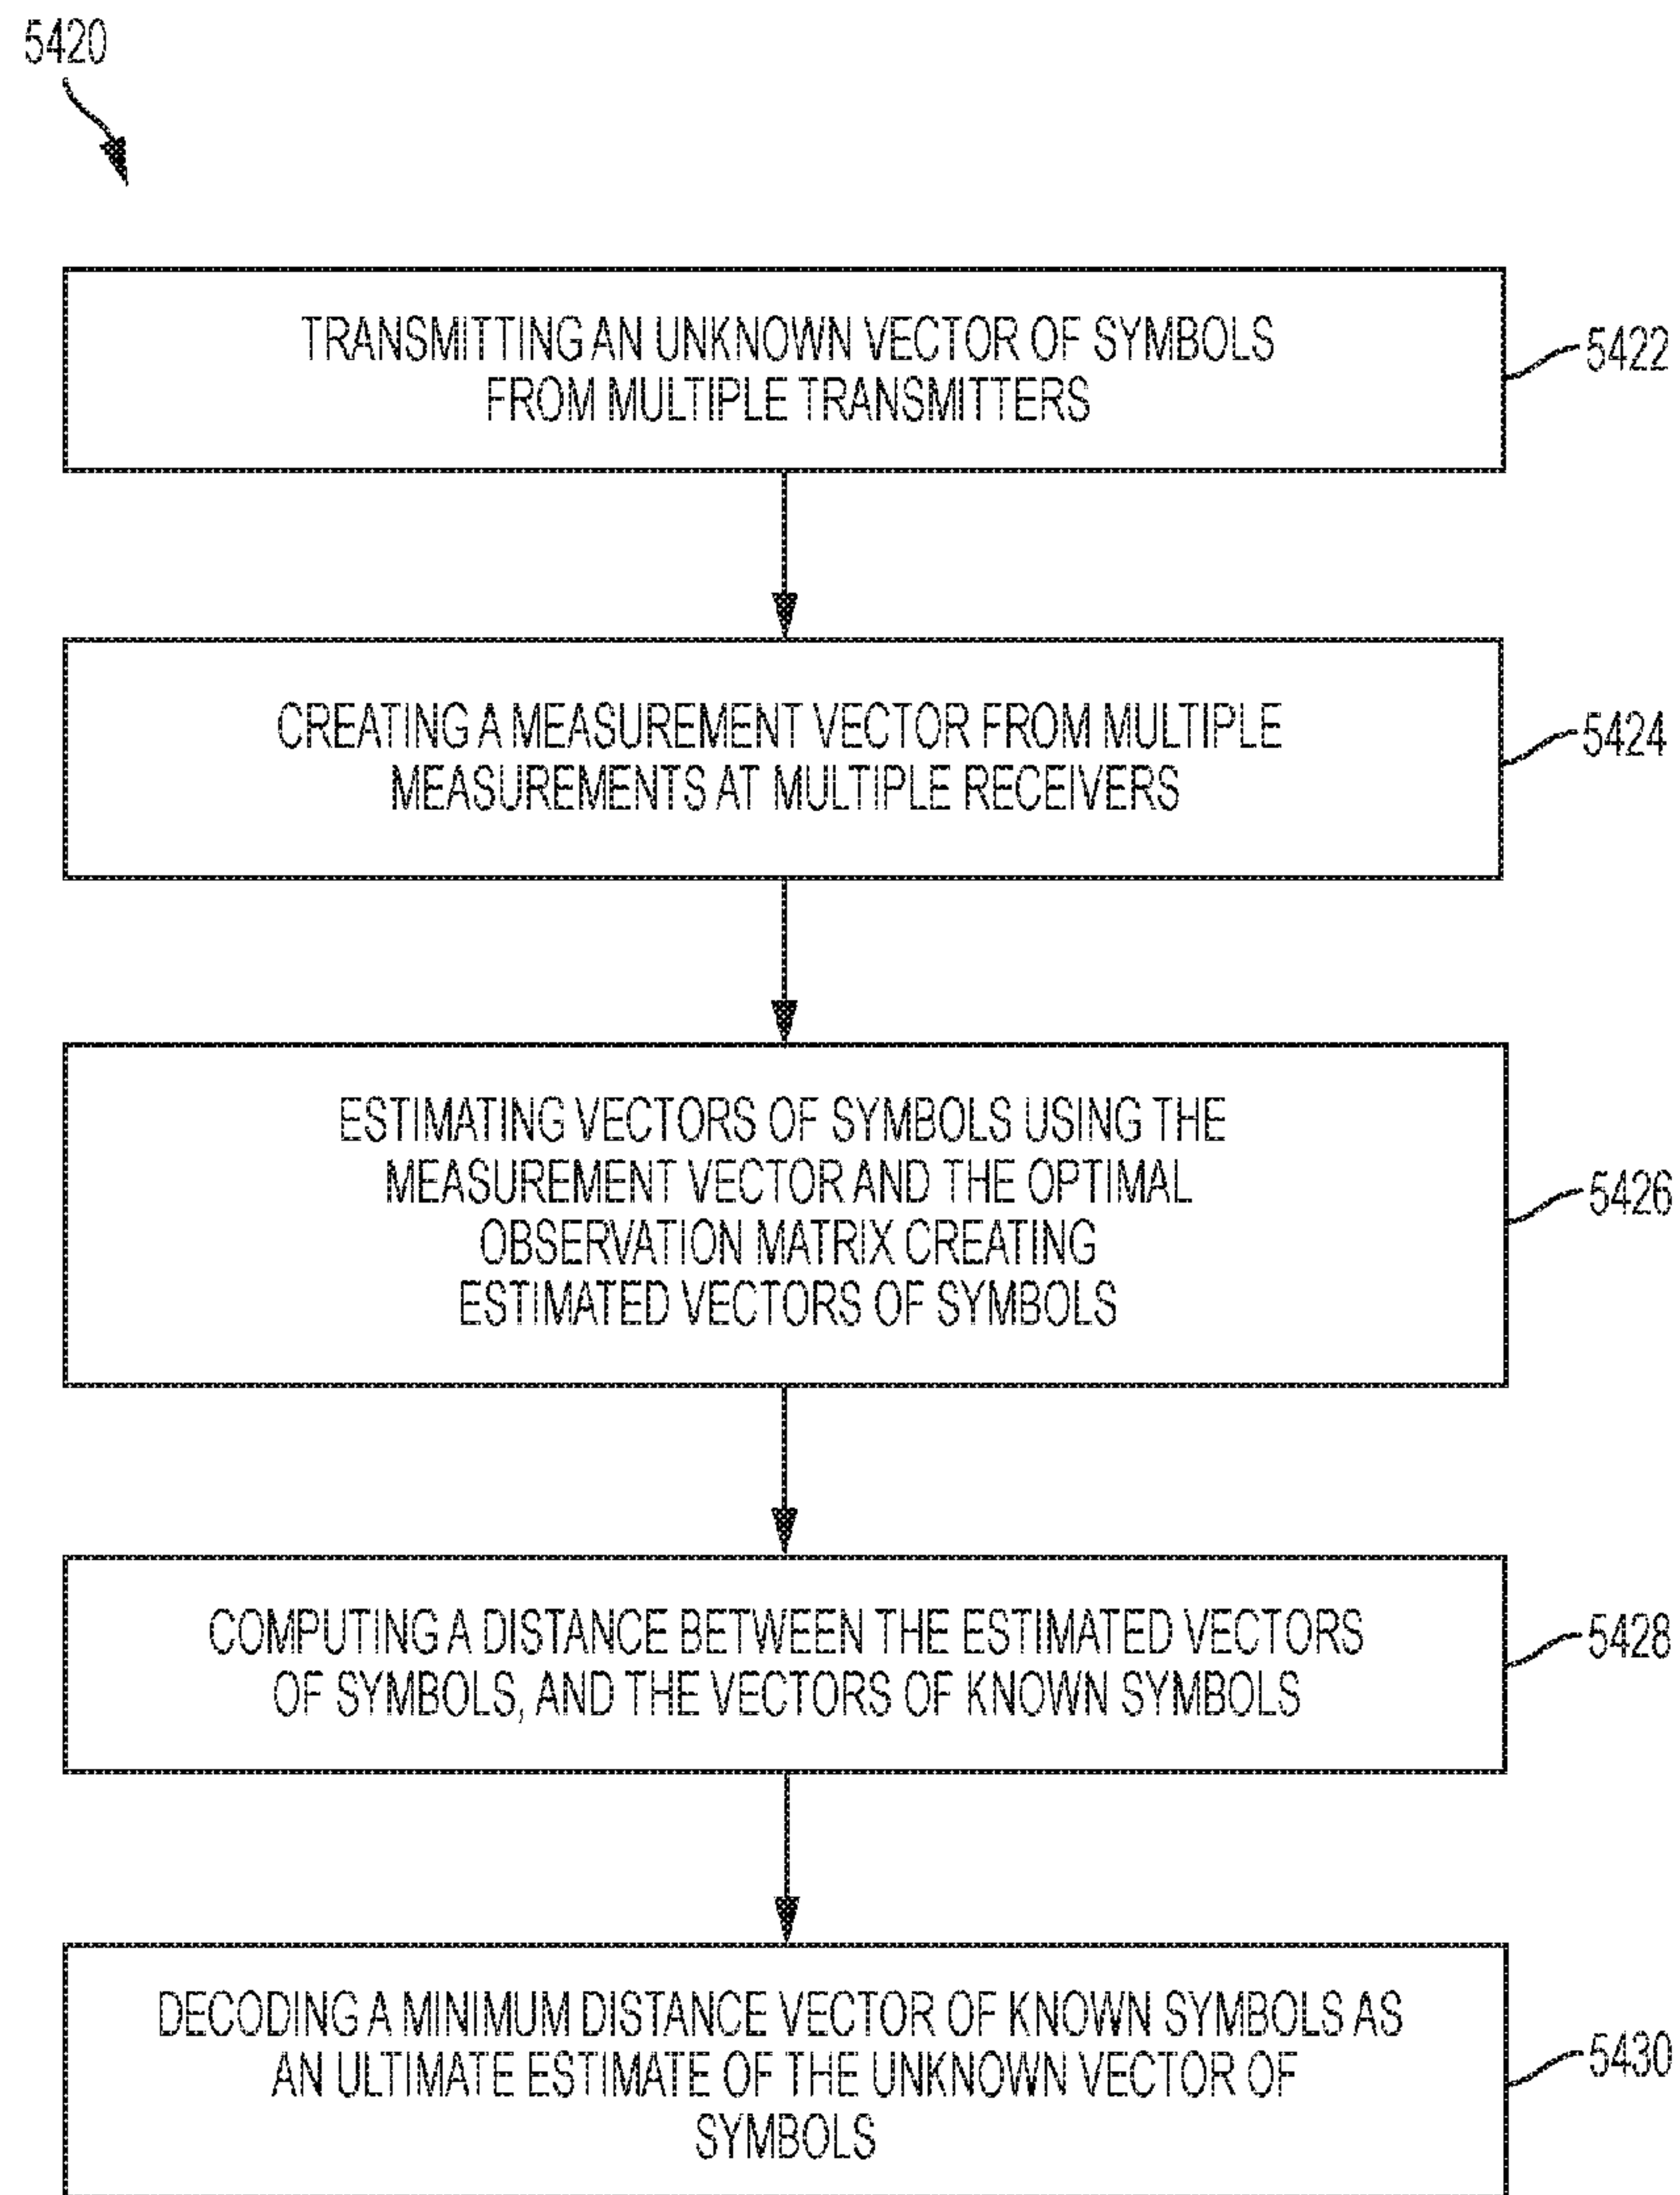 5420
TRANSMITTING AN UNKNOWN VECTOR OF SYMBOLS
FROM MULTIPLE TRANSMITTERS
5422
CREATING A MEASUREMENT VECTOR FROM MULTIPLE
MEASUREMENTS AT MULTIPLE RECEIVERS
5424
ESTIMATING VECTORS OF SYMBOLS USING THE
MEASUREMENT VECTOR AND THE OPTIMAL
OBSERVATION MATRIX CREATING
ESTIMATED VECTORS OF SYMBOLS
5426
COMPUTING A DISTANCE BETWEEN THE ESTIMATED VECTORS
OF SYMBOLS, AND THE VECTORS OF KNOWN SYMBOLS
5428
DECODING A MINIMUM DISTANCE VECTOR OF KNOWN SYMBOLS AS
AN ULTIMATE ESTIMATE OF THE UNKNOWN VECTOR OF
SYMBOLS
5430